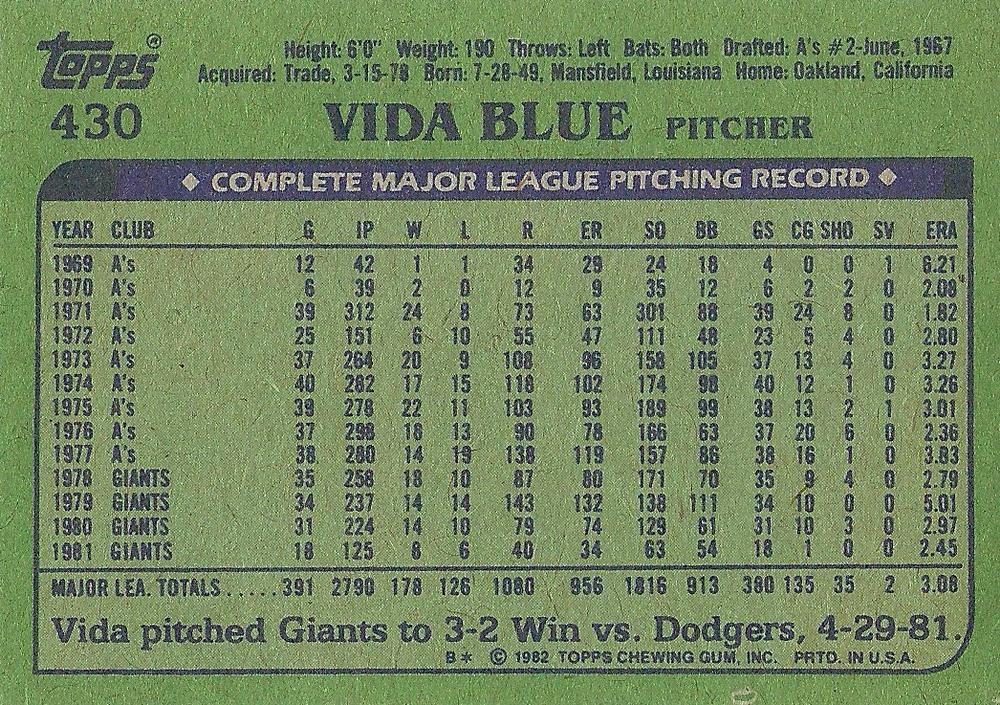 Topps®
Height: 6'0" Weight: 190 Throws: Left Bats: Both Drafted: A's #2-June, 1967
Acquired: Trade, 3-15-78 Born: 7-28-49, Mansfield, Louisiana Home: Oakland, California
430 VIDA BLUE PITCHER
◆ COMPLETE MAJOR LEAGUE PITCHING RECORD ◆
YEAR CLUB G IP W L R ER SO BB GS CG SHO SV ERA
1969 A's 12 42 1 1 34 29 24 18 4 0 0 1 6.21
1970 A's 6 39 2 0 12 9 35 12 6 2 2 0 2.08
1971 A's 39 312 24 8 73 63 301 88 39 24 8 0 1.82
1972 A's 25 151 6 10 55 47 111 48 23 5 4 0 2.80
1973 A's 37 264 20 9 108 96 158 105 37 13 4 0 3.27
1974 A's 40 282 17 15 118 102 174 98 40 12 1 0 3.26
1975 A's 39 278 22 11 103 93 189 99 38 13 2 1 3.01
1976 A's 37 298 18 13 90 78 166 63 37 20 6 0 2.36
1977 A's 38 280 14 19 138 119 157 86 38 16 1 0 3.83
1978 GIANTS 35 258 18 10 87 80 171 70 35 9 4 0 2.79
1979 GIANTS 34 237 14 14 143 132 138 111 34 10 0 0 5.01
1980 GIANTS 31 224 14 10 79 74 129 61 31 10 3 0 2.97
1981 GIANTS 18 125 8 6 40 34 63 54 18 1 0 0 2.45
MAJOR LEA. TOTALS.....391 2790 178 126 1080 956 1816 913 380 135 35 2 3.08
Vida pitched Giants to 3-2 Win vs. Dodgers, 4-29-81.
B* © 1982 TOPPS CHEWING GUM, INC. PRTD. IN U.S.A.